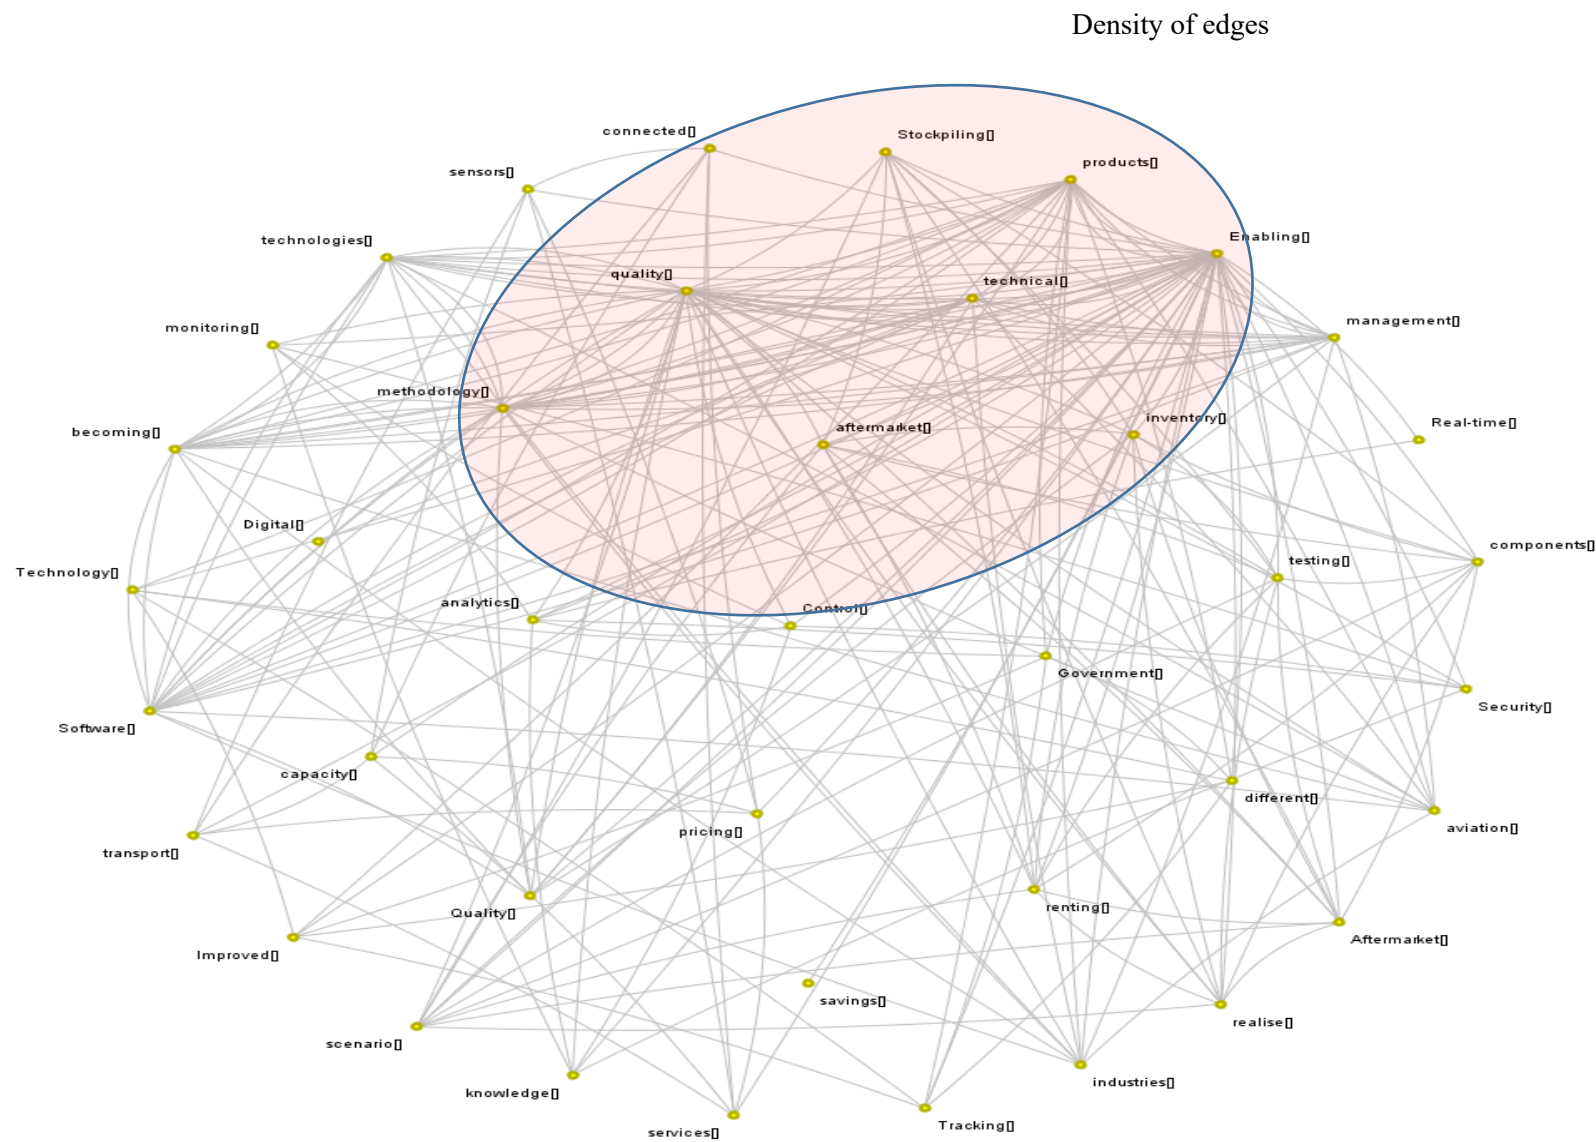 Density of edges
connected[]
Stockpiling[]
products[]
sensors[]
technologies[]
Enabling[]
quality[]
technical[]
monitoring[]
management[]
methodology[]
becoming[]
aftermarket[]
inventory[]
Real-time[]
Digital[]
components[]
Technology[]
testing[]
analytics[]
Control[]
Government[]
Security[]
Software[]
capacity[]
different[]
pricing[]
aviation[]
transport[]
Quality[]
renting[]
Aftermarket[]
Improved[]
savings[]
realise[]
scenario[]
industries[]
knowledge[]
Tracking[]
services[]